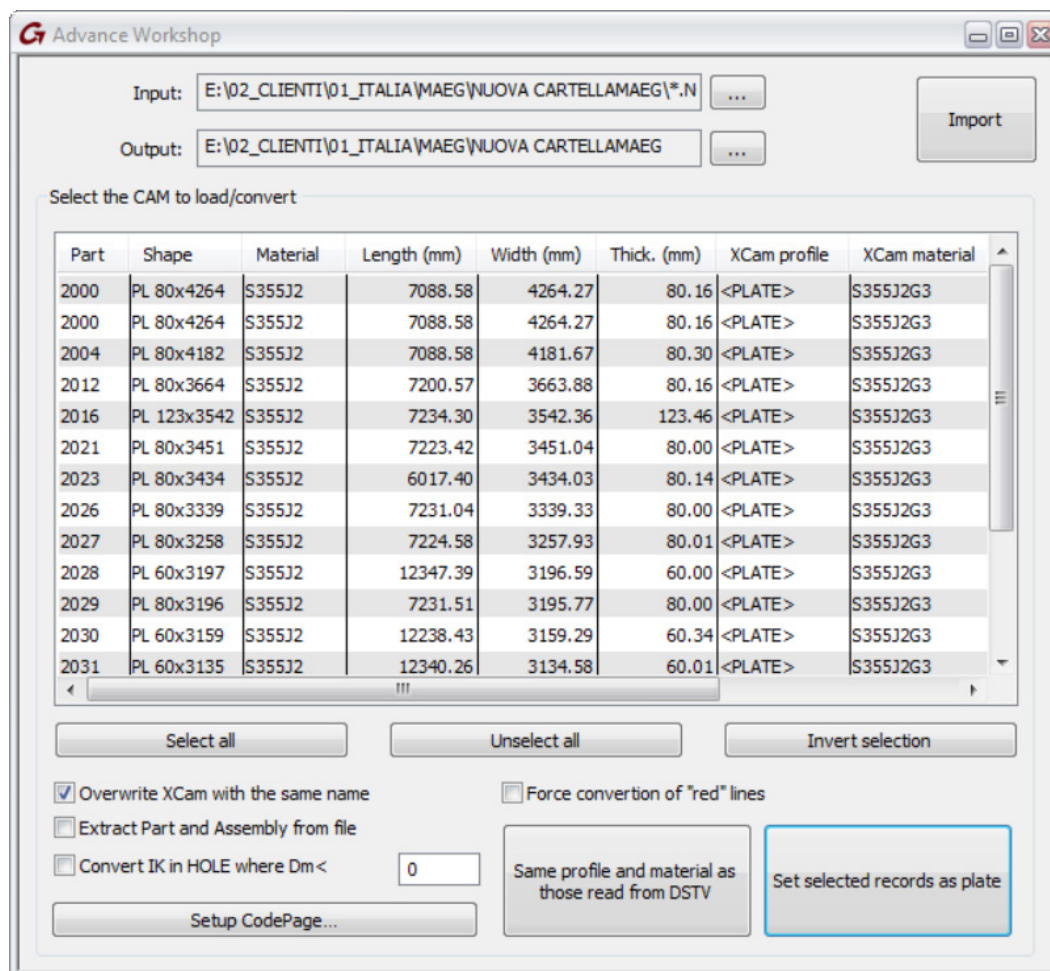 Advance Workshop
Input: E:\02_CLIENTI\01_ITALIA\MAEG\NUOVA CARTELLAMAEG\*.N ...
Import
Output: E:\02_CLIENTI\01_ITALIA\MAEG\NUOVA CARTELLAMAEG ...
Select the CAM to load/convert
Part Shape Material Length (mm) Width (mm) Thick. (mm) XCam profile XCam material
2000 PL 80x4264 S355J2 7088.58 4264.27 80.16 <PLATE> S355J2G3
2000 PL 80x4264 S355J2 7088.58 4264.27 80.16 <PLATE> S355J2G3
2004 PL 80x4182 S355J2 7088.58 4181.67 80.30 <PLATE> S355J2G3
2012 PL 80x3664 S355J2 7200.57 3663.88 80.16 <PLATE> S355J2G3
2016 PL 123x3542 S355J2 7234.30 3542.36 123.46 <PLATE> S355J2G3
2021 PL 80x3451 S355J2 7223.42 3451.04 80.00 <PLATE> S355J2G3
2023 PL 80x3434 S355J2 6017.40 3434.03 80.14 <PLATE> S355J2G3
2026 PL 80x3339 S355J2 7231.04 3339.33 80.00 <PLATE> S355J2G3
2027 PL 80x3258 S355J2 7224.58 3257.93 80.01 <PLATE> S355J2G3
2028 PL 60x3197 S355J2 12347.39 3196.59 60.00 <PLATE> S355J2G3
2029 PL 80x3196 S355J2 7231.51 3195.77 80.00 <PLATE> S355J2G3
2030 PL 60x3159 S355J2 12238.43 3159.29 60.34 <PLATE> S355J2G3
2031 PL 60x3135 S355J2 12340.26 3134.58 60.01 <PLATE> S355J2G3
Select all Unselect all Invert selection
Overwrite XCam with the same name Force convertion of "red" lines
Extract Part and Assembly from file
Convert IK in HOLE where Dm< 0
Same profile and material as
those read from DSTV
Set selected records as plate
Setup CodePage...